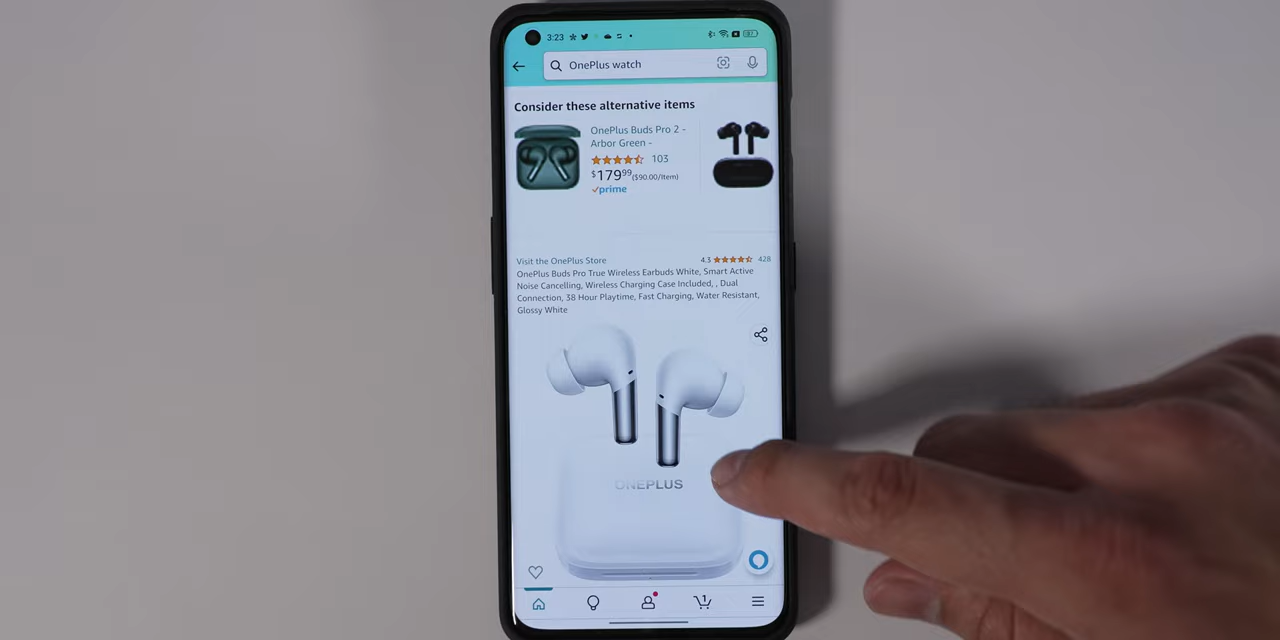 3:23
OnePlus watch
Consider these alternative items
OnePlus Buds Pro 2 -
Arbor Green -
103
$179⁹⁹ ($90.00/Item)
prime
Visit the OnePlus Store 4.3 428
OnePlus Buds Pro True Wireless Earbuds White, Smart Active
Noise Cancelling, Wireless Charging Case Included, , Dual
Connection, 38 Hour Playtime, Fast Charging, Water Resistant,
Glossy White
ONEPLUS
1